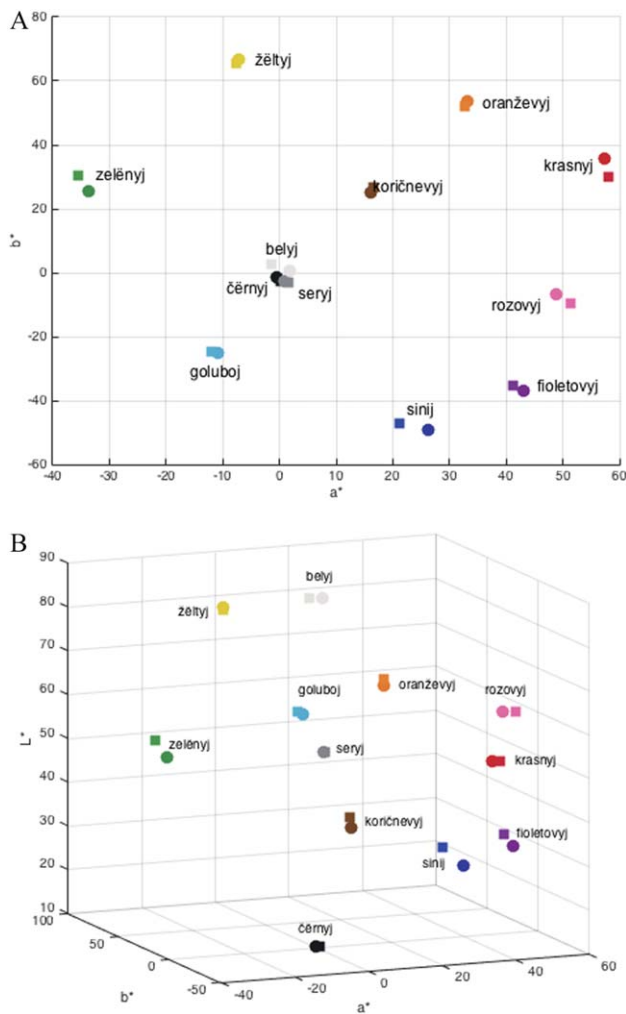 A
80
žëltyj
60
oranževyj
40
krasnyj
zelënyj
koričnevyj
20
b*
belyj
0
čërnyj
seryj
rozovyj
-20
goluboj
fioletovyj
-40
sinij
-60
-40 -30 -20 -10 0 10 20 30 40 50 60
a*
B
90
belyj
80
žëltyj
70
60
goluboj
oranževyj
rozovyj
L*
50
zelënyj
seryj
krasnyj
40
30
koričnevyj
fioletovyj
sinij
20
10
čërnyj
100
50
0
-50
b*
-40
-20
0
20
40
60
a*